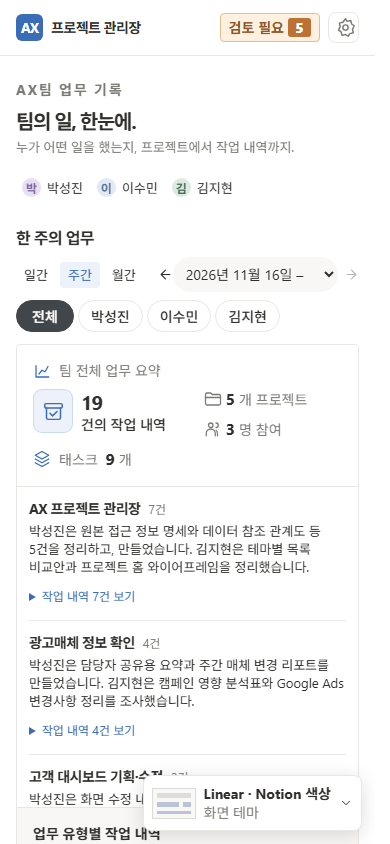 AX 프로젝트 관리장 검토 필요 5
AX팀 업무 기록
팀의 일, 한눈에.
누가 어떤 일을 했는지, 프로젝트에서 작업 내역까지.
박 박성진 이 이수민 김 김지현
한 주의 업무
일간 주간 월간 ← 2026년 11월 16일 – →
전체 박성진 이수민 김지현
팀 전체 업무 요약
19
건의 작업 내역
5 개 프로젝트
3 명 참여
태스크 9 개
AX 프로젝트 관리장 7건
박성진은 원본 접근 정보 명세와 데이터 참조 관계도 등
5건을 정리하고, 만들었습니다. 김지현은 테마별 목록
비교안과 프로젝트 홈 와이어프레임을 정리했습니다.
▶ 작업 내역 7건 보기
광고매체 정보 확인 4건
박성진은 담당자 공유용 요약과 주간 매체 변경 리포트를
만들었습니다. 김지현은 캠페인 영향 분석표와 Google Ads
변경사항 정리를 조사했습니다.
▶ 작업 내역 4건 보기
고객 대시보드 기획·수정
박성진은 화면 수정
업무 유형별 작업 내역
Linear · Notion 색상
화면 테마